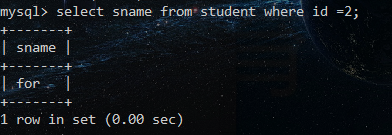 mysql> select sname from student where id =2;
+-------+
| sname |
+-------+
| for   |
+-------+
1 row in set (0.00 sec)